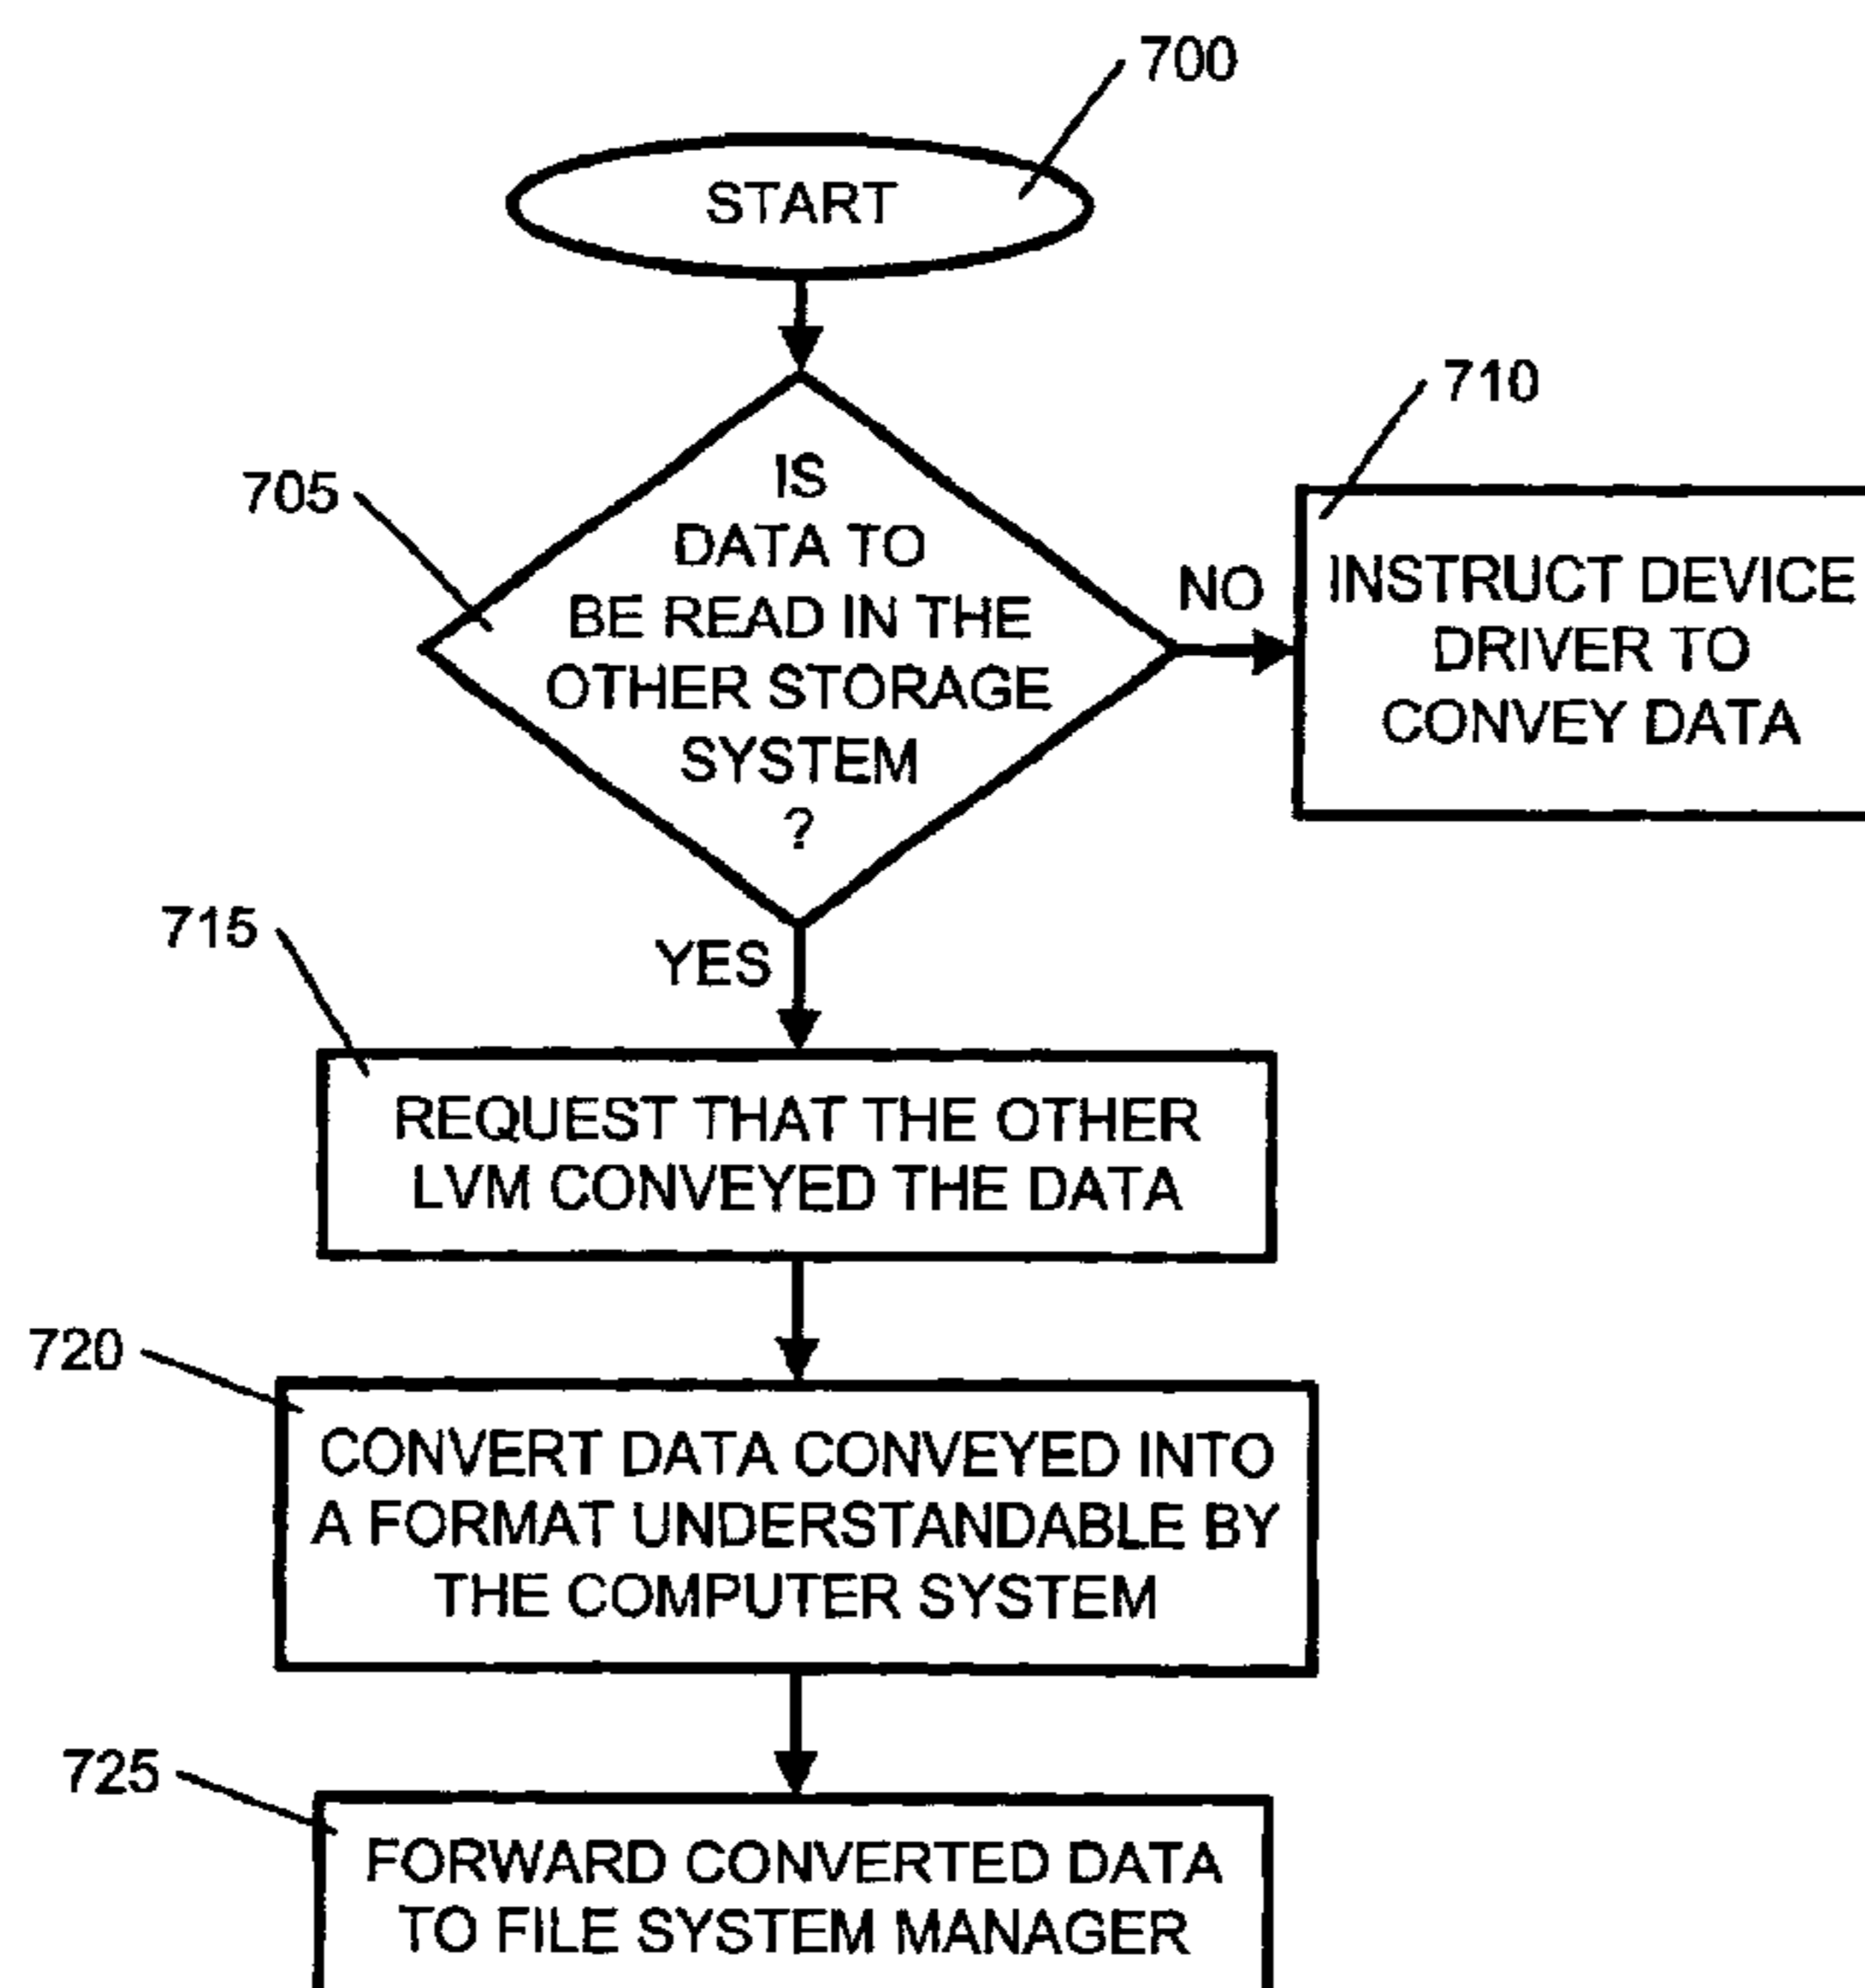 700
START
705
IS
DATA TO
BE READ IN THE
OTHER STORAGE
SYSTEM
?
NO
710
INSTRUCT DEVICE
DRIVER TO
CONVEY DATA
YES
715
REQUEST THAT THE OTHER
LVM CONVEYED THE DATA
720
CONVERT DATA CONVEYED INTO
A FORMAT UNDERSTANDABLE BY
THE COMPUTER SYSTEM
725
FORWARD CONVERTED DATA
TO FILE SYSTEM MANAGER